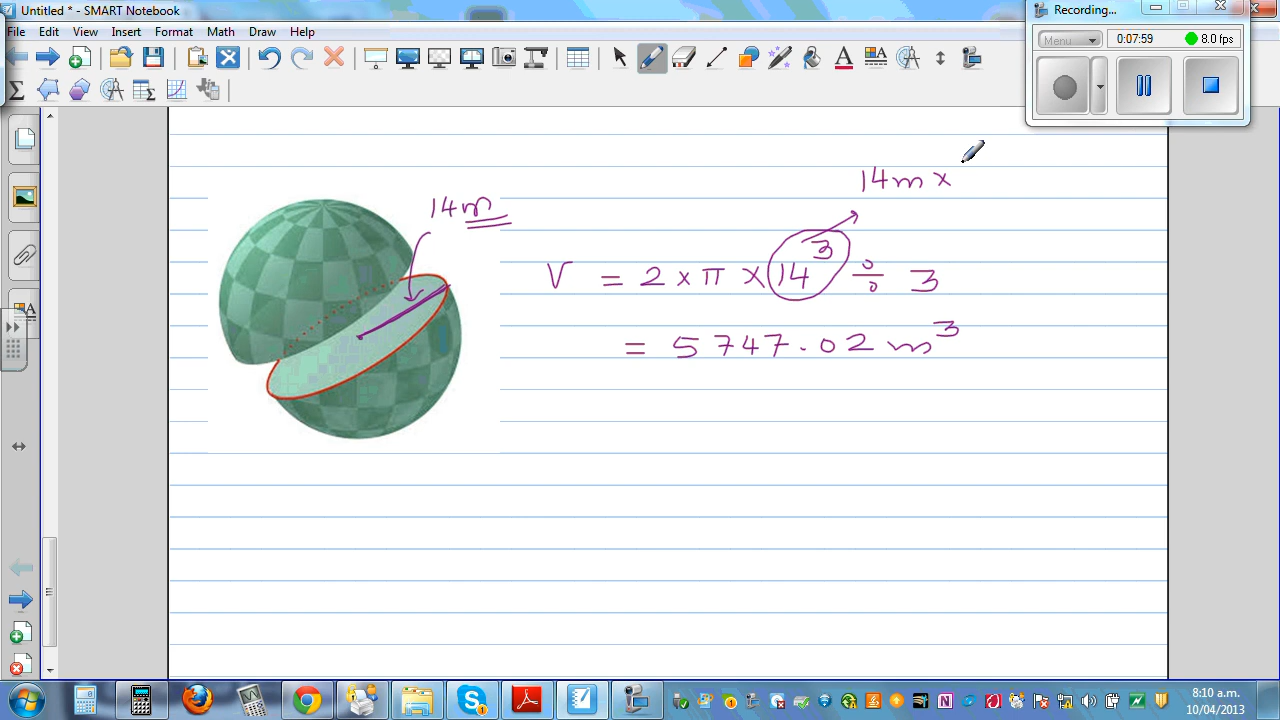 Untitled * - SMART Notebook
File Edit View Insert Format Math Draw Help
Recording...
Menu
0:07:59
8.0 fps
14m ×
14m
V = 2 × π × 14³ ÷ 3
= 5747.02 m³
8:10 a.m.
10/04/2013